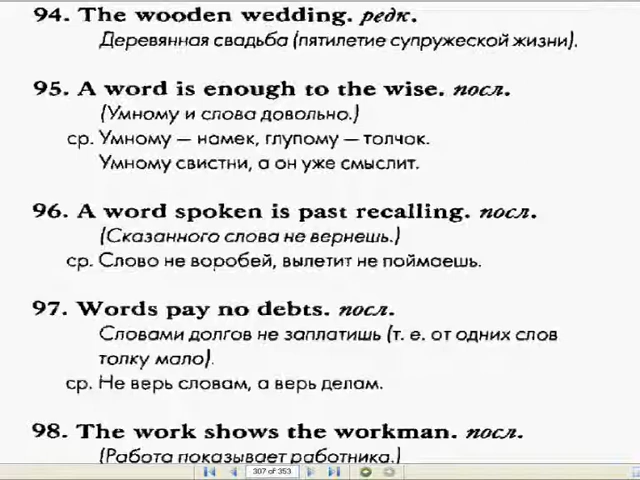 94. The wooden wedding. редк.
Деревянная свадьба (пятилетие супружеской жизни).
95. A word is enough to the wise. посл.
(Умному и слова довольно.)
ср. Умному — намек, глупому — толчок.
Умному свистни, а он уже смыслит.
96. A word spoken is past recalling. посл.
(Сказанного слова не вернешь.)
ср. Слово не воробей, вылетит не поймаешь.
97. Words pay no debts. посл.
Словами долгов не заплатишь (т. е. от одних слов
толку мало).
ср. Не верь словам, а верь делам.
98. The work shows the workman. посл.
(Работа показывает работника.)
307 of 353